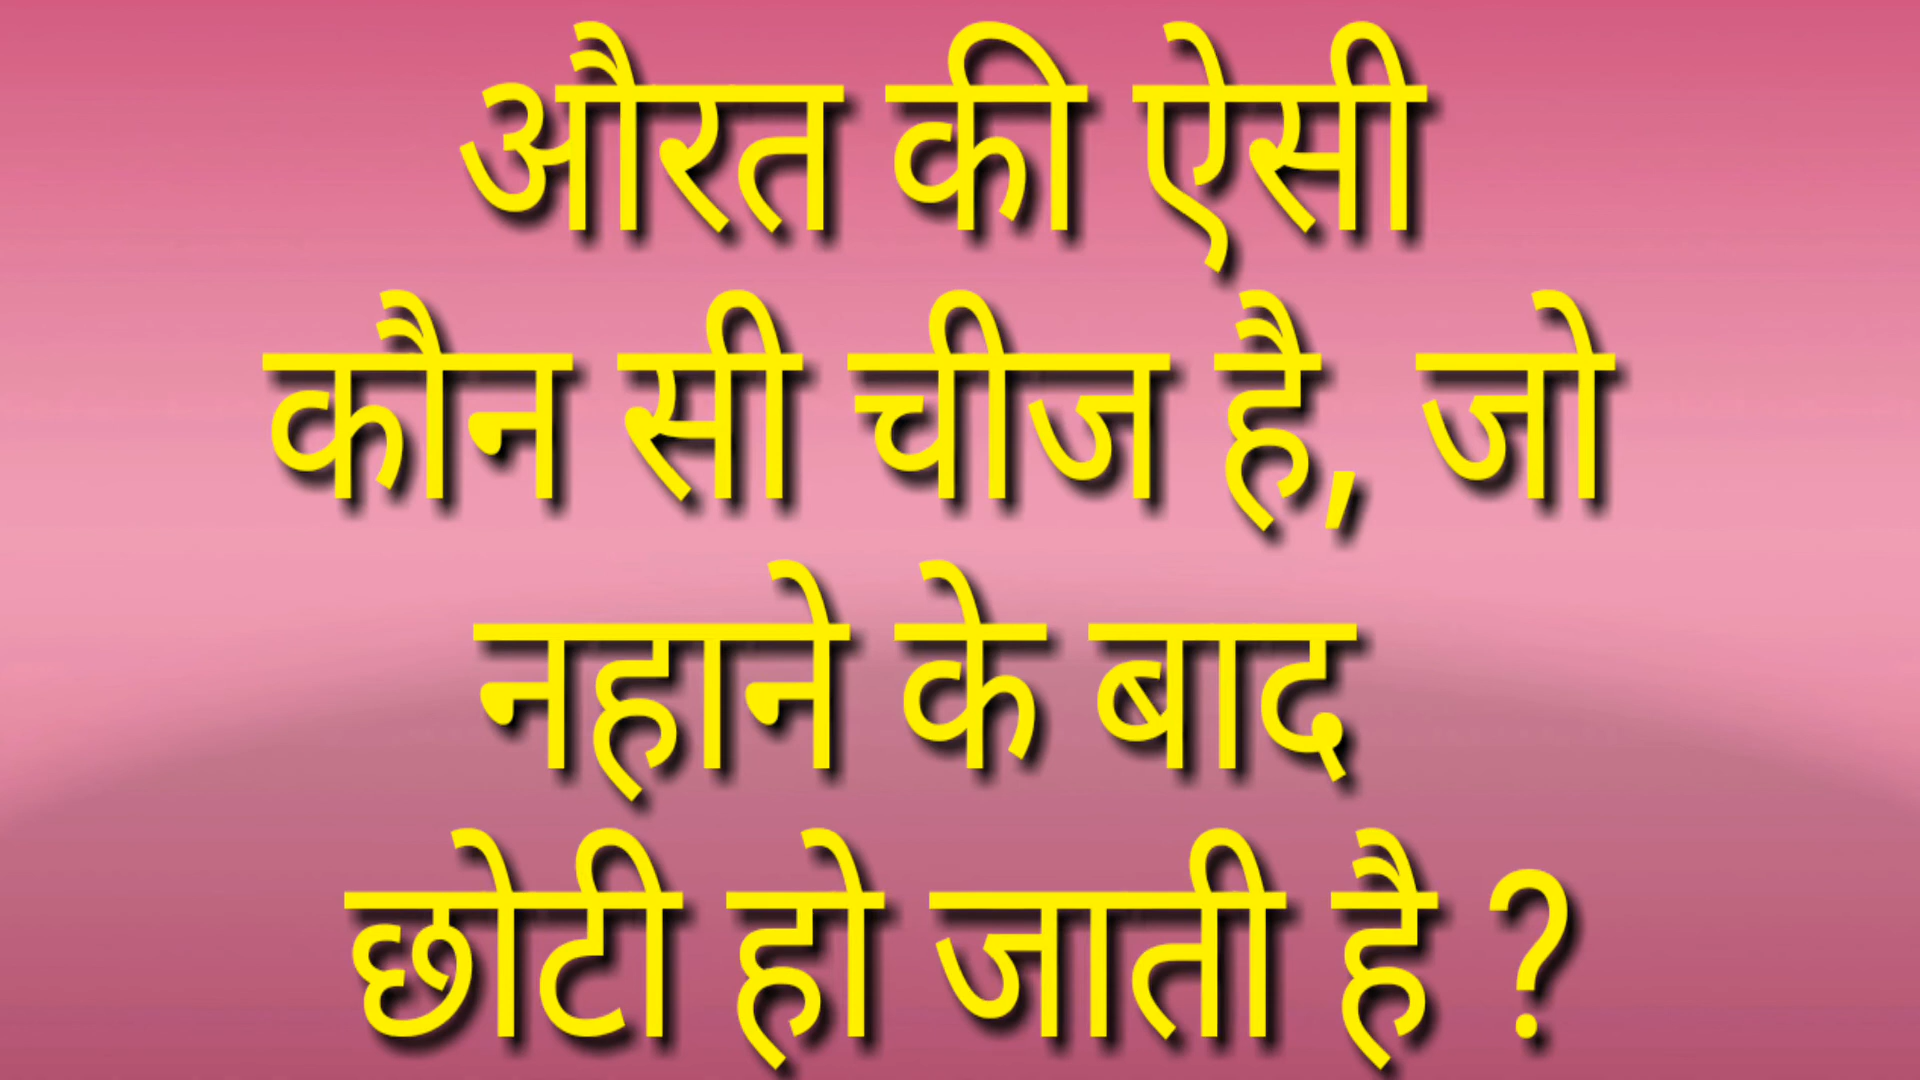 औरत की ऐसी
कौन सी चीज है, जो
नहाने के बाद
छोटी हो जाती है ?